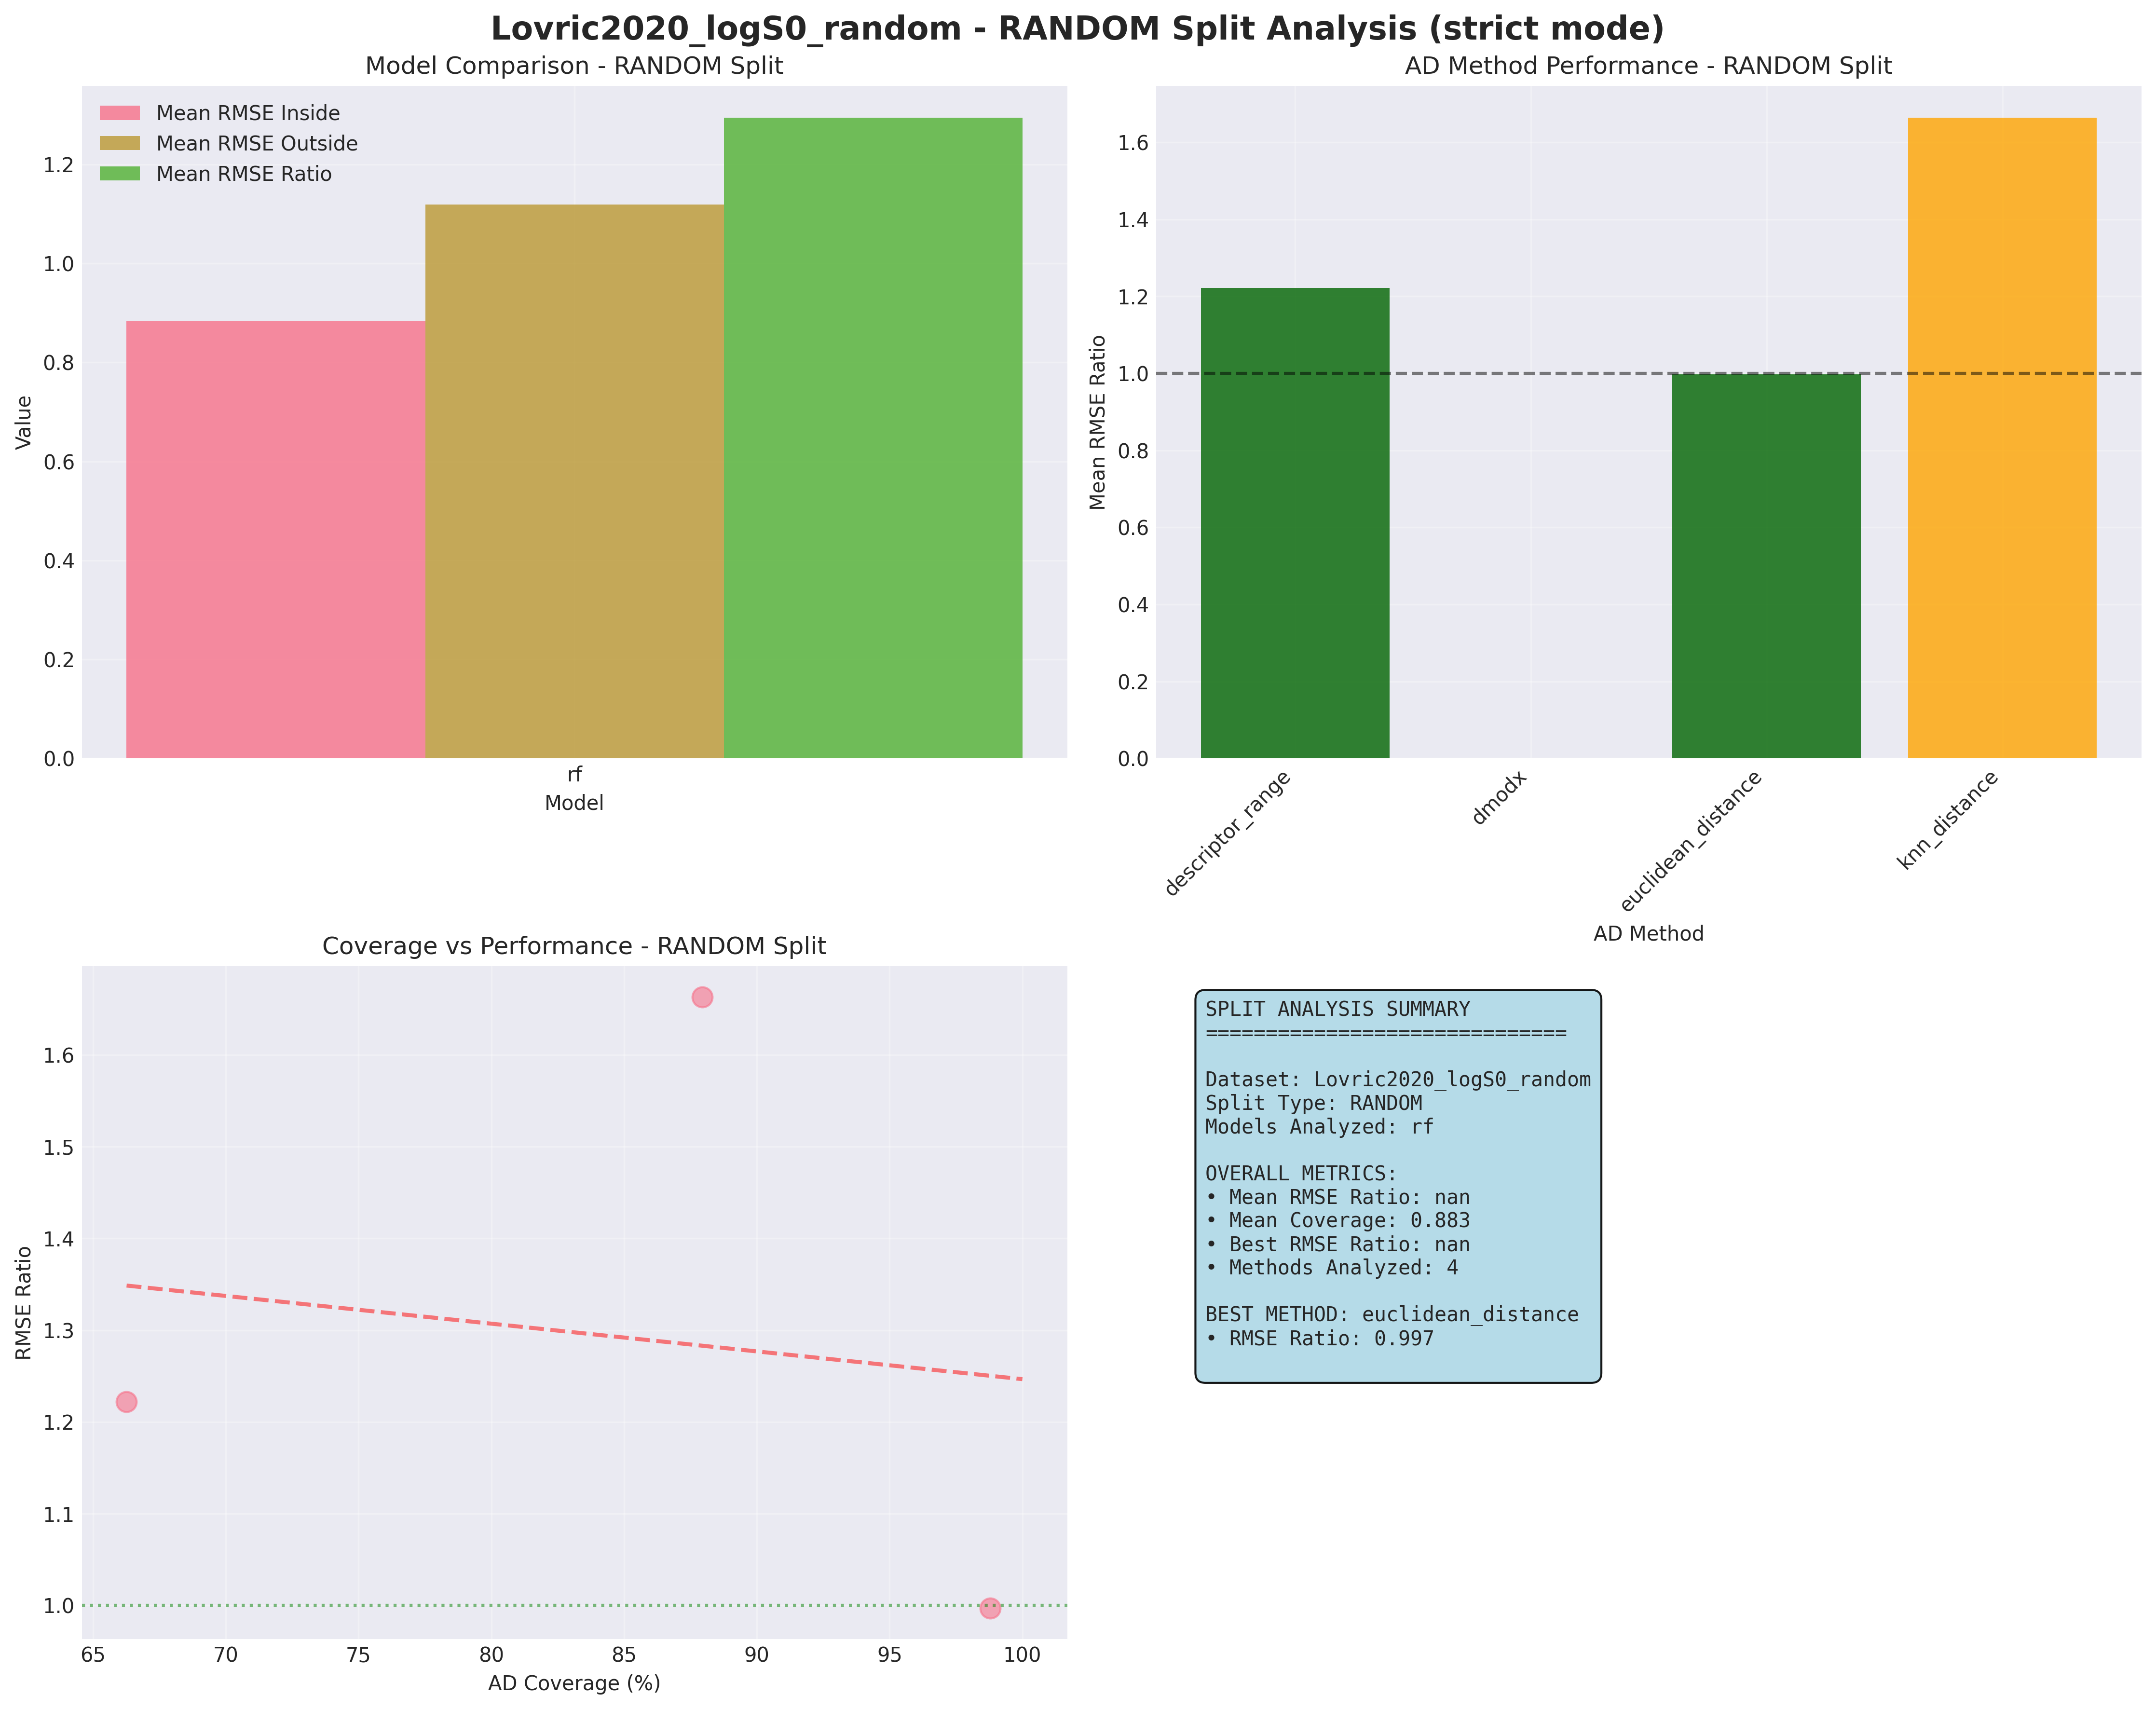 Lovric2020_logS0_random - RANDOM Split Analysis (strict mode)
Model Comparison - RANDOM Split
Mean RMSE Inside
Mean RMSE Outside
Mean RMSE Ratio
Value
1.2
1.0
0.8
0.6
0.4
0.2
0.0
rf
Model
AD Method Performance - RANDOM Split
Mean RMSE Ratio
1.6
1.4
1.2
1.0
0.8
0.6
0.4
0.2
0.0
descriptor_range
dmodx
euclidean_distance
knn_distance
AD Method
Coverage vs Performance - RANDOM Split
RMSE Ratio
1.6
1.5
1.4
1.3
1.2
1.1
1.0
65 70 75 80 85 90 95 100
AD Coverage (%)
SPLIT ANALYSIS SUMMARY
==============================
Dataset: Lovric2020_logS0_random
Split Type: RANDOM
Models Analyzed: rf
OVERALL METRICS:
• Mean RMSE Ratio: nan
• Mean Coverage: 0.883
• Best RMSE Ratio: nan
• Methods Analyzed: 4
BEST METHOD: euclidean_distance
• RMSE Ratio: 0.997